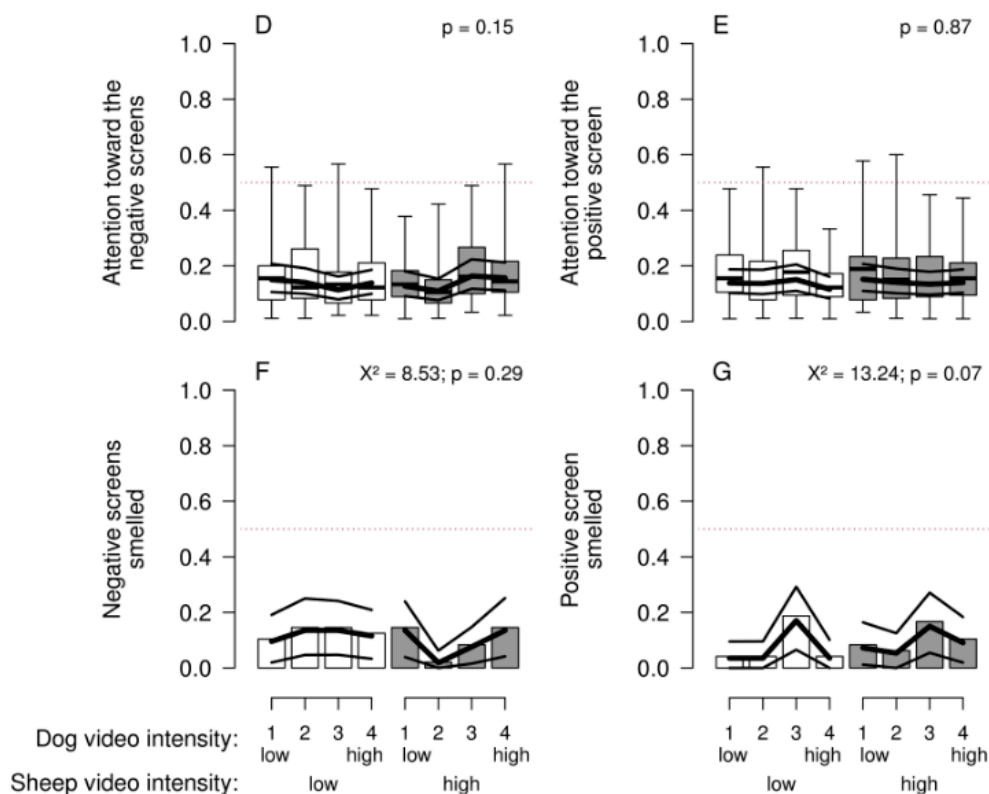 D
p = 0.15
Attention toward the
negative screens
1.0
0.8
0.6
0.4
0.2
0.0
E
p = 0.87
Attention toward the
positive screen
1.0
0.8
0.6
0.4
0.2
0.0
F
X² = 8.53; p = 0.29
Negative screens
smelled
1.0
0.8
0.6
0.4
0.2
0.0
G
X² = 13.24; p = 0.07
Positive screen
smelled
1.0
0.8
0.6
0.4
0.2
0.0
Dog video intensity: 1 2 3 4 1 2 3 4 1 2 3 4 1 2 3 4
low high low high low high low high
Sheep video intensity: low high low high